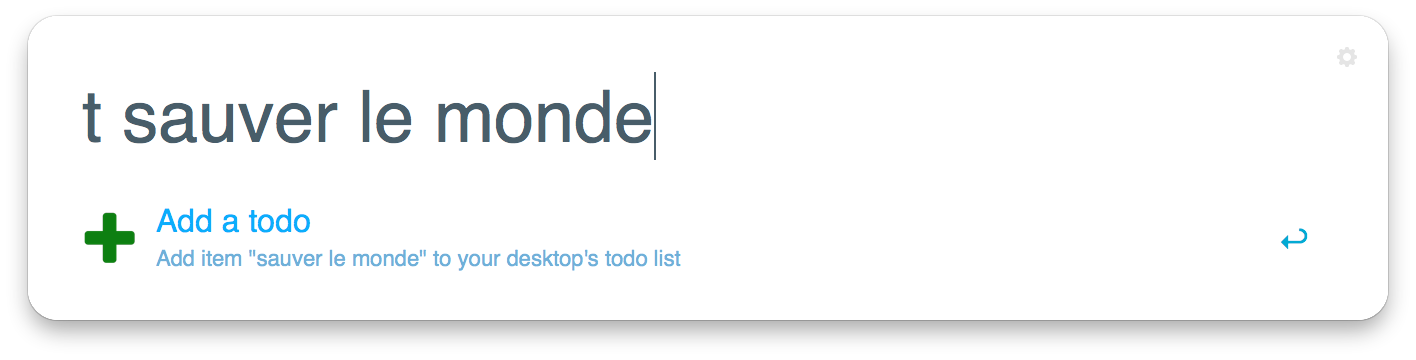 t sauver le monde
Add a todo
Add item "sauver le monde" to your desktop's todo list